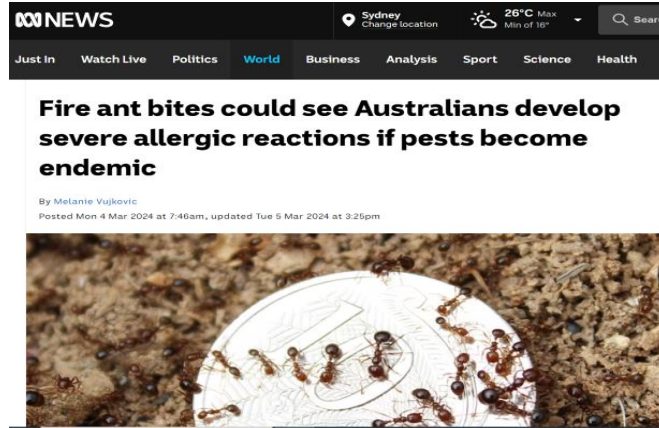 NEWS
Sydney
Change location
26°C Max
Min of 16°
Sear
Just In Watch Live Politics World Business Analysis Sport Science Health
Fire ant bites could see Australians develop
severe allergic reactions if pests become
endemic
By Melanie Vujkovic
Posted Mon 4 Mar 2024 at 7:46am, updated Tue 5 Mar 2024 at 3:25pm